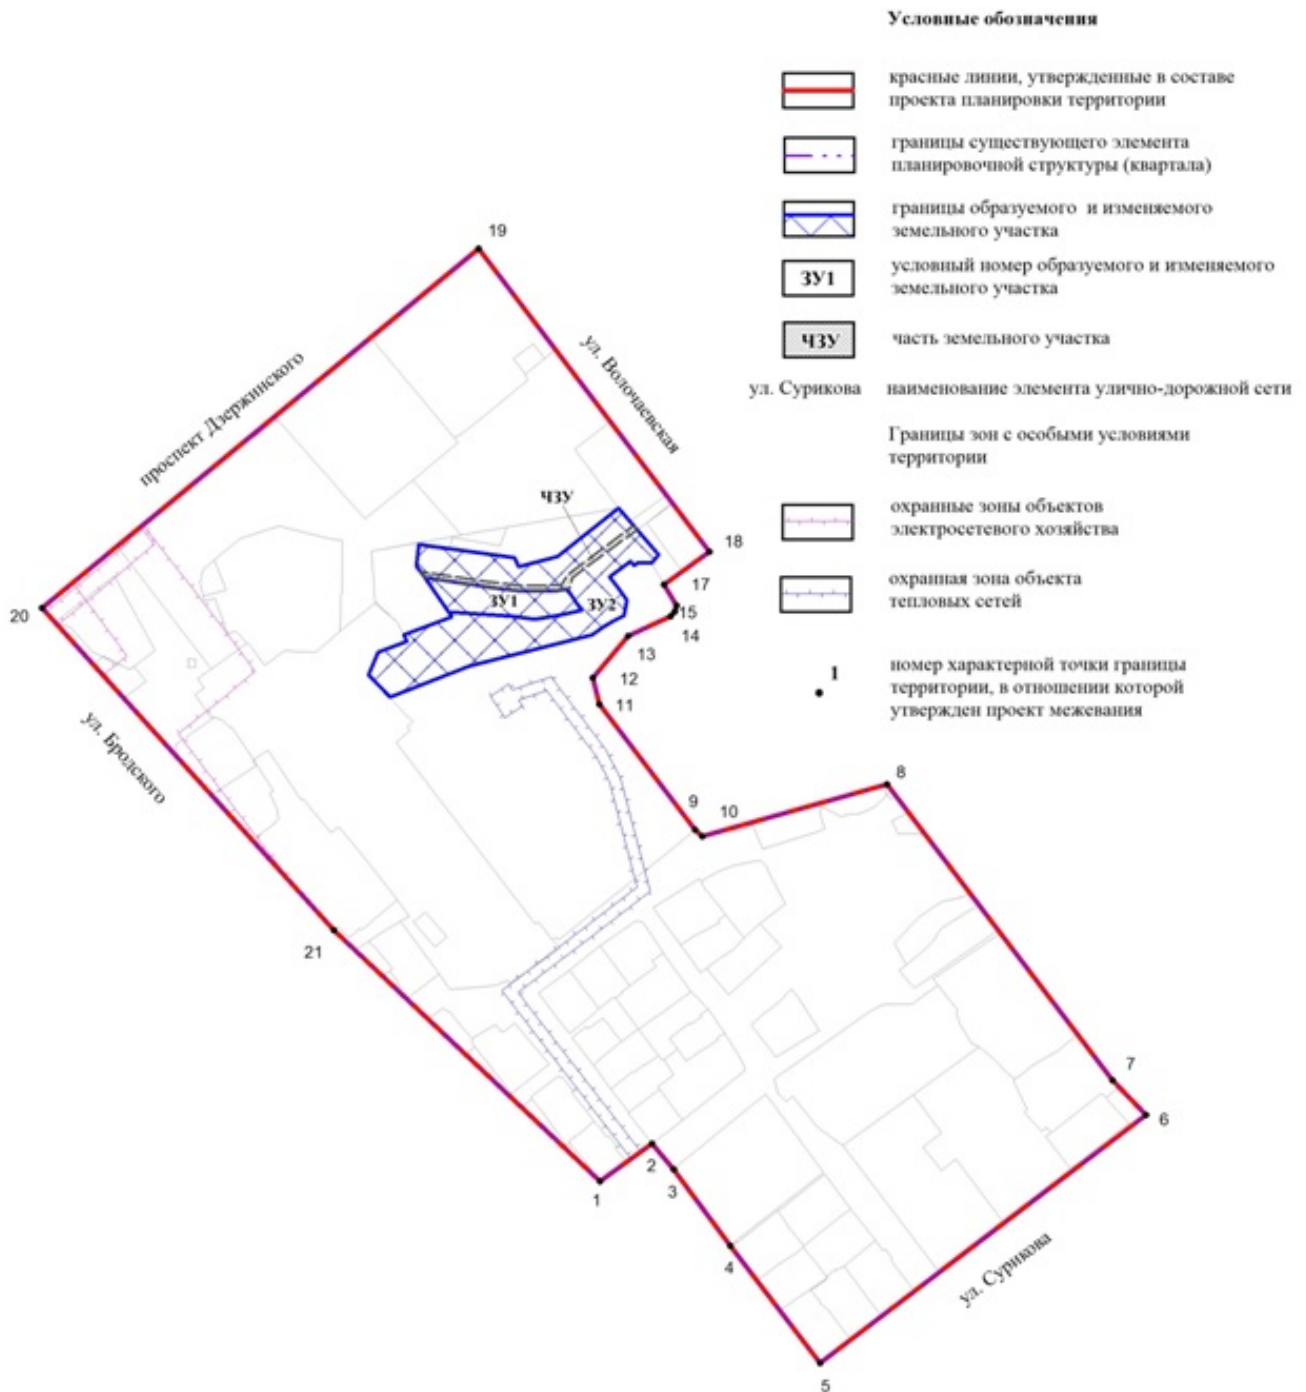 Условные обозначения
красные линии, утвержденные в составе
проекта планировки территории
границы существующего элемента
планировочной структуры (квартала)
границы образуемого и изменяемого
земельного участка
ЗУ1
условный номер образуемого и изменяемого
земельного участка
ЧЗУ
часть земельного участка
ул. Сурикова
наименование элемента улично-дорожной сети
Границы зон с особыми условиями
территории
охранные зоны объектов
электросетевого хозяйства
охранная зона объекта
тепловых сетей
1
номер характерной точки границы
территории, в отношении которой
утвержден проект межевания
19
проспект Дзержинского
ул. Волочаевская
ЧЗУ
18
ЗУ1
ЗУ2
17
20
15
14
13
12
11
ул. Бродского
8
9
10
21
7
6
2
1
3
4
ул. Сурикова
5